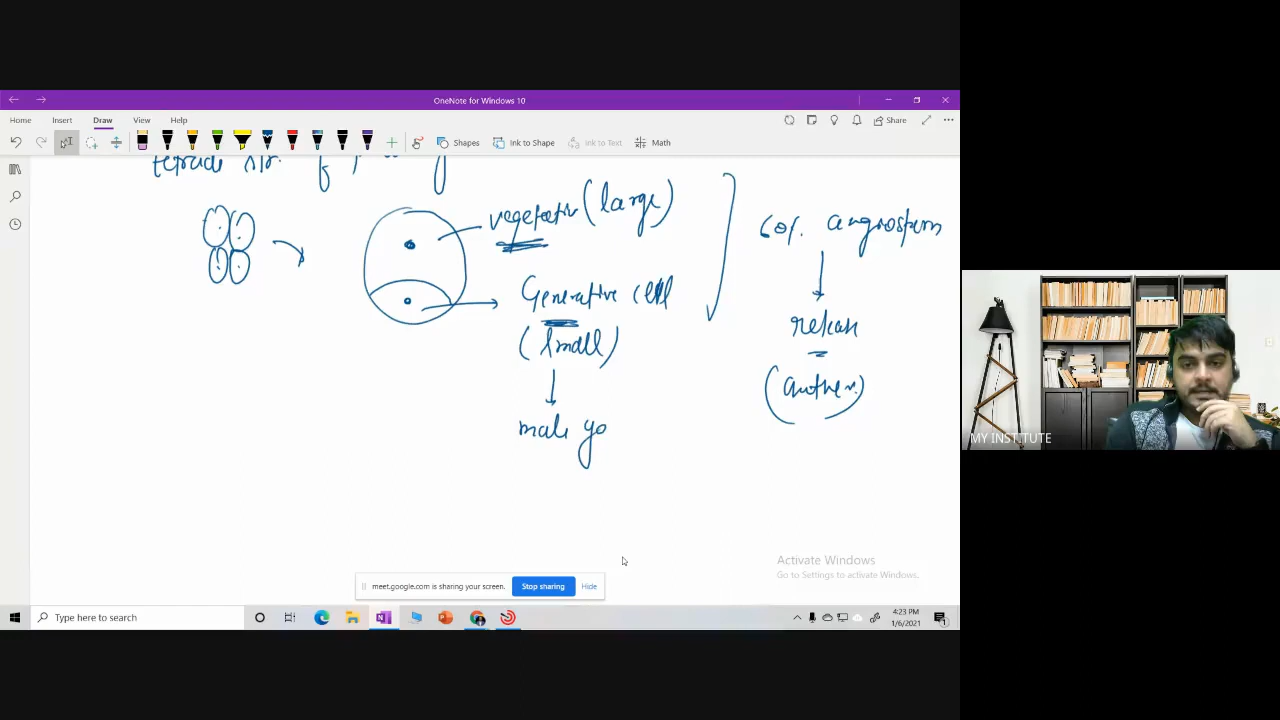 OneNote for Windows 10
Home Insert Draw View Help
Share
Shapes Ink to Shape Ink to Text Math
vegetative (large)
60% angiosperm
Generative cell
(small)
(anther)
male ga
Activate Windows
Go to Settings to activate Windows.
meet.google.com is sharing your screen. Stop sharing Hide
Type here to search
4:23 PM
1/6/2021
MY INSTITUTE